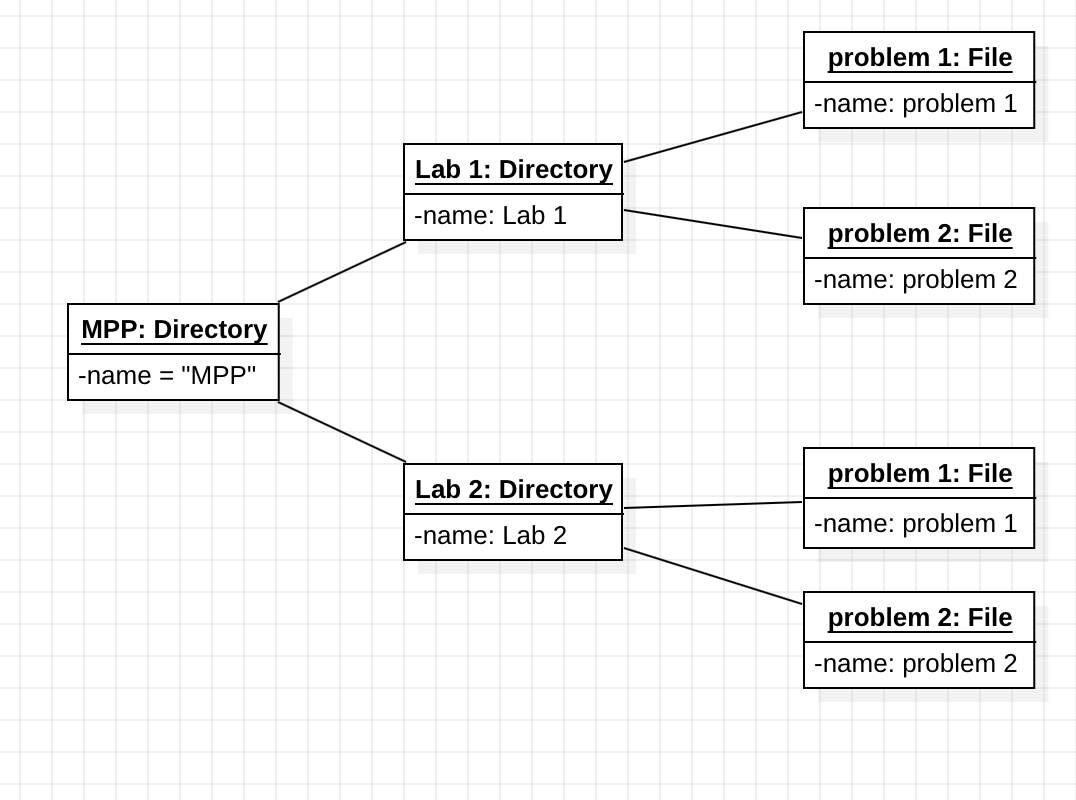 problem 1: File
-name: problem 1
Lab 1: Directory
-name: Lab 1
problem 2: File
-name: problem 2
MPP: Directory
-name = "MPP"
Lab 2: Directory
-name: Lab 2
problem 1: File
-name: problem 1
problem 2: File
-name: problem 2